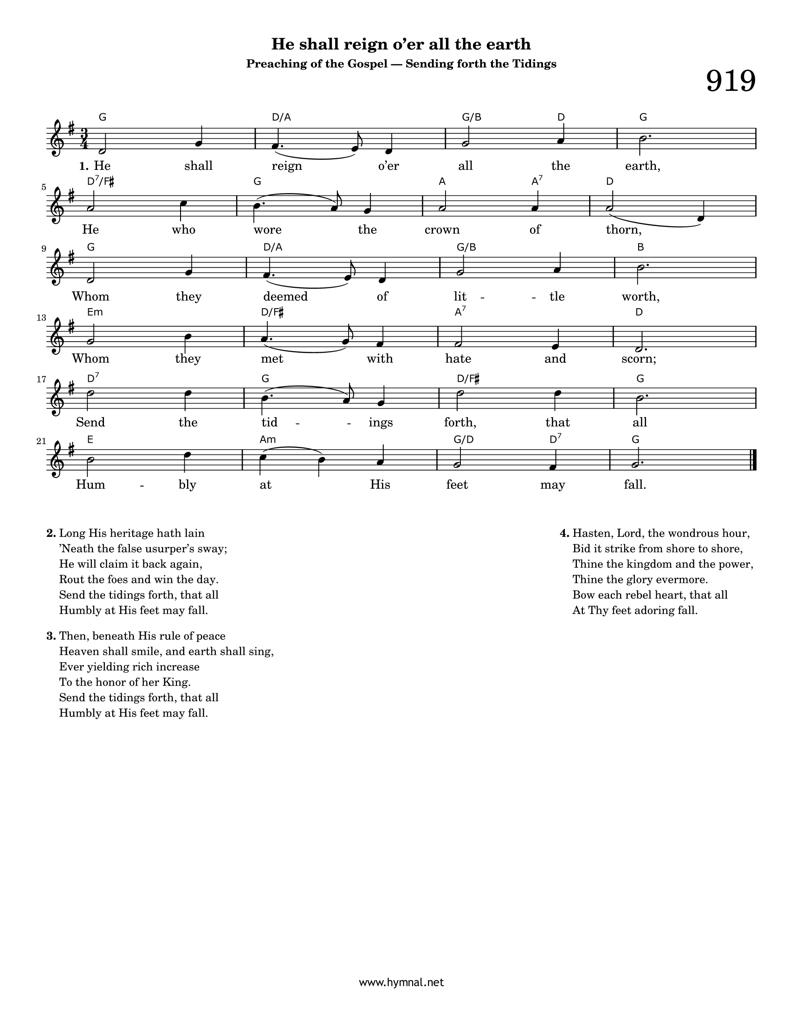 He shall reign o’er all the earth
Preaching of the Gospel — Sending forth the Tidings
919
G D/A G/B D G
1. He shall reign o’er all the earth,
5
D7/F♯ G A A7 D
He who wore the crown of thorn,
9
G D/A G/B B
Whom they deemed of lit - - tle worth,
13
Em D/F♯ A7 D
Whom they met with hate and scorn;
17
D7 G D/F♯ G
Send the tid - - ings forth, that all
21
E Am G/D D7 G
Hum - bly at His feet may fall.
2. Long His heritage hath lain
’Neath the false usurper’s sway;
He will claim it back again,
Rout the foes and win the day.
Send the tidings forth, that all
Humbly at His feet may fall.
3. Then, beneath His rule of peace
Heaven shall smile, and earth shall sing,
Ever yielding rich increase
To the honor of her King.
Send the tidings forth, that all
Humbly at His feet may fall.
4. Hasten, Lord, the wondrous hour,
Bid it strike from shore to shore,
Thine the kingdom and the power,
Thine the glory evermore.
Bow each rebel heart, that all
At Thy feet adoring fall.
www.hymnal.net